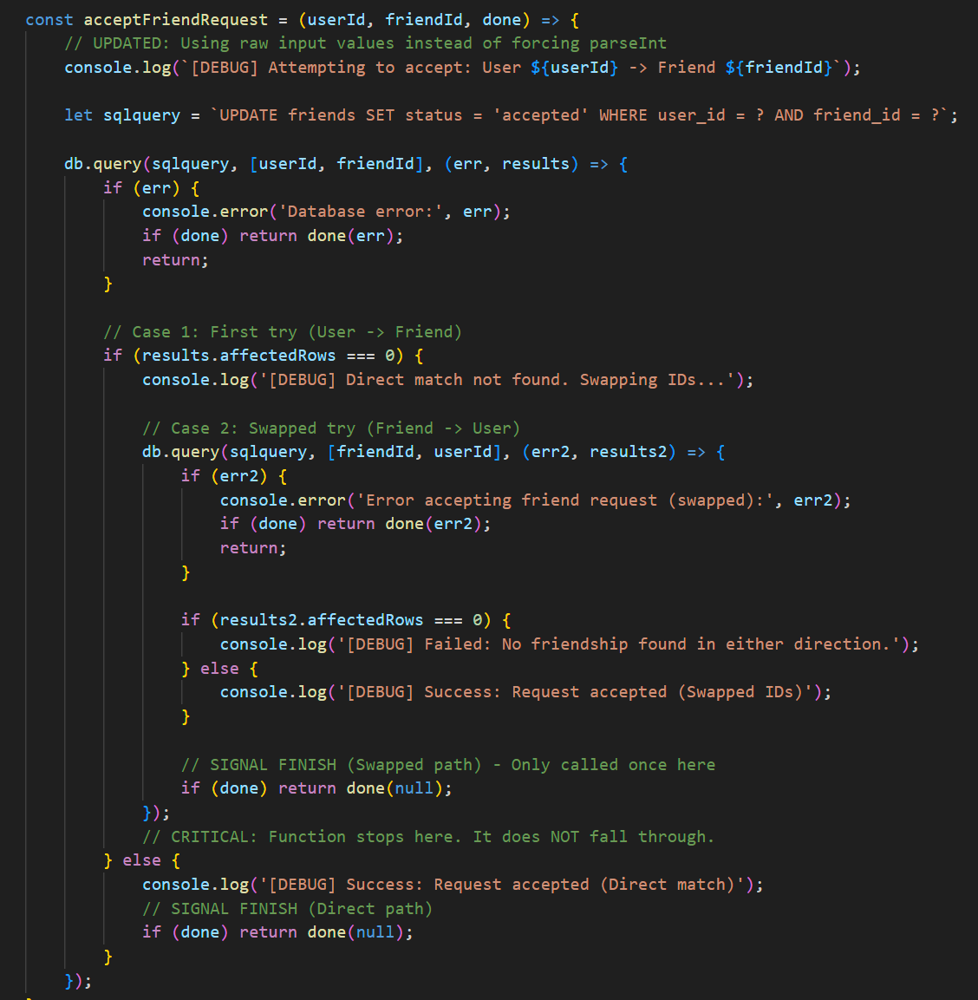 const acceptFriendRequest = (userId, friendId, done) => {
    // UPDATED: Using raw input values instead of forcing parseInt
    console.log(`[DEBUG] Attempting to accept: User ${userId} -> Friend ${friendId}`);

    let sqlquery = `UPDATE friends SET status = 'accepted' WHERE user_id = ? AND friend_id = ?`;

    db.query(sqlquery, [userId, friendId], (err, results) => {
        if (err) {
            console.error('Database error:', err);
            if (done) return done(err);
            return;
        }

        // Case 1: First try (User -> Friend)
        if (results.affectedRows === 0) {
            console.log('[DEBUG] Direct match not found. Swapping IDs...');

            // Case 2: Swapped try (Friend -> User)
            db.query(sqlquery, [friendId, userId], (err2, results2) => {
                if (err2) {
                    console.error('Error accepting friend request (swapped):', err2);
                    if (done) return done(err2);
                    return;
                }

                if (results2.affectedRows === 0) {
                    console.log('[DEBUG] Failed: No friendship found in either direction.');
                } else {
                    console.log('[DEBUG] Success: Request accepted (Swapped IDs)');
                }

                // SIGNAL FINISH (Swapped path) - Only called once here
                if (done) return done(null);
            });
            // CRITICAL: Function stops here. It does NOT fall through.
        } else {
            console.log('[DEBUG] Success: Request accepted (Direct match)');
            // SIGNAL FINISH (Direct path)
            if (done) return done(null);
        }
    });